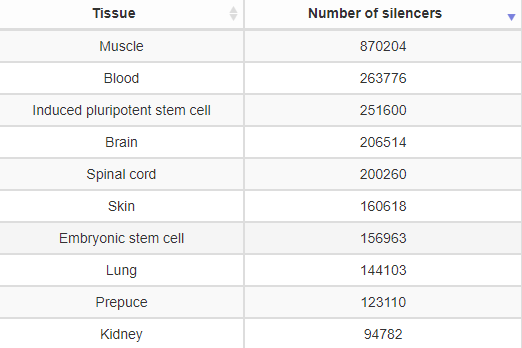 Tissue Number of silencers
Muscle 870204
Blood 263776
Induced pluripotent stem cell 251600
Brain 206514
Spinal cord 200260
Skin 160618
Embryonic stem cell 156963
Lung 144103
Prepuce 123110
Kidney 94782